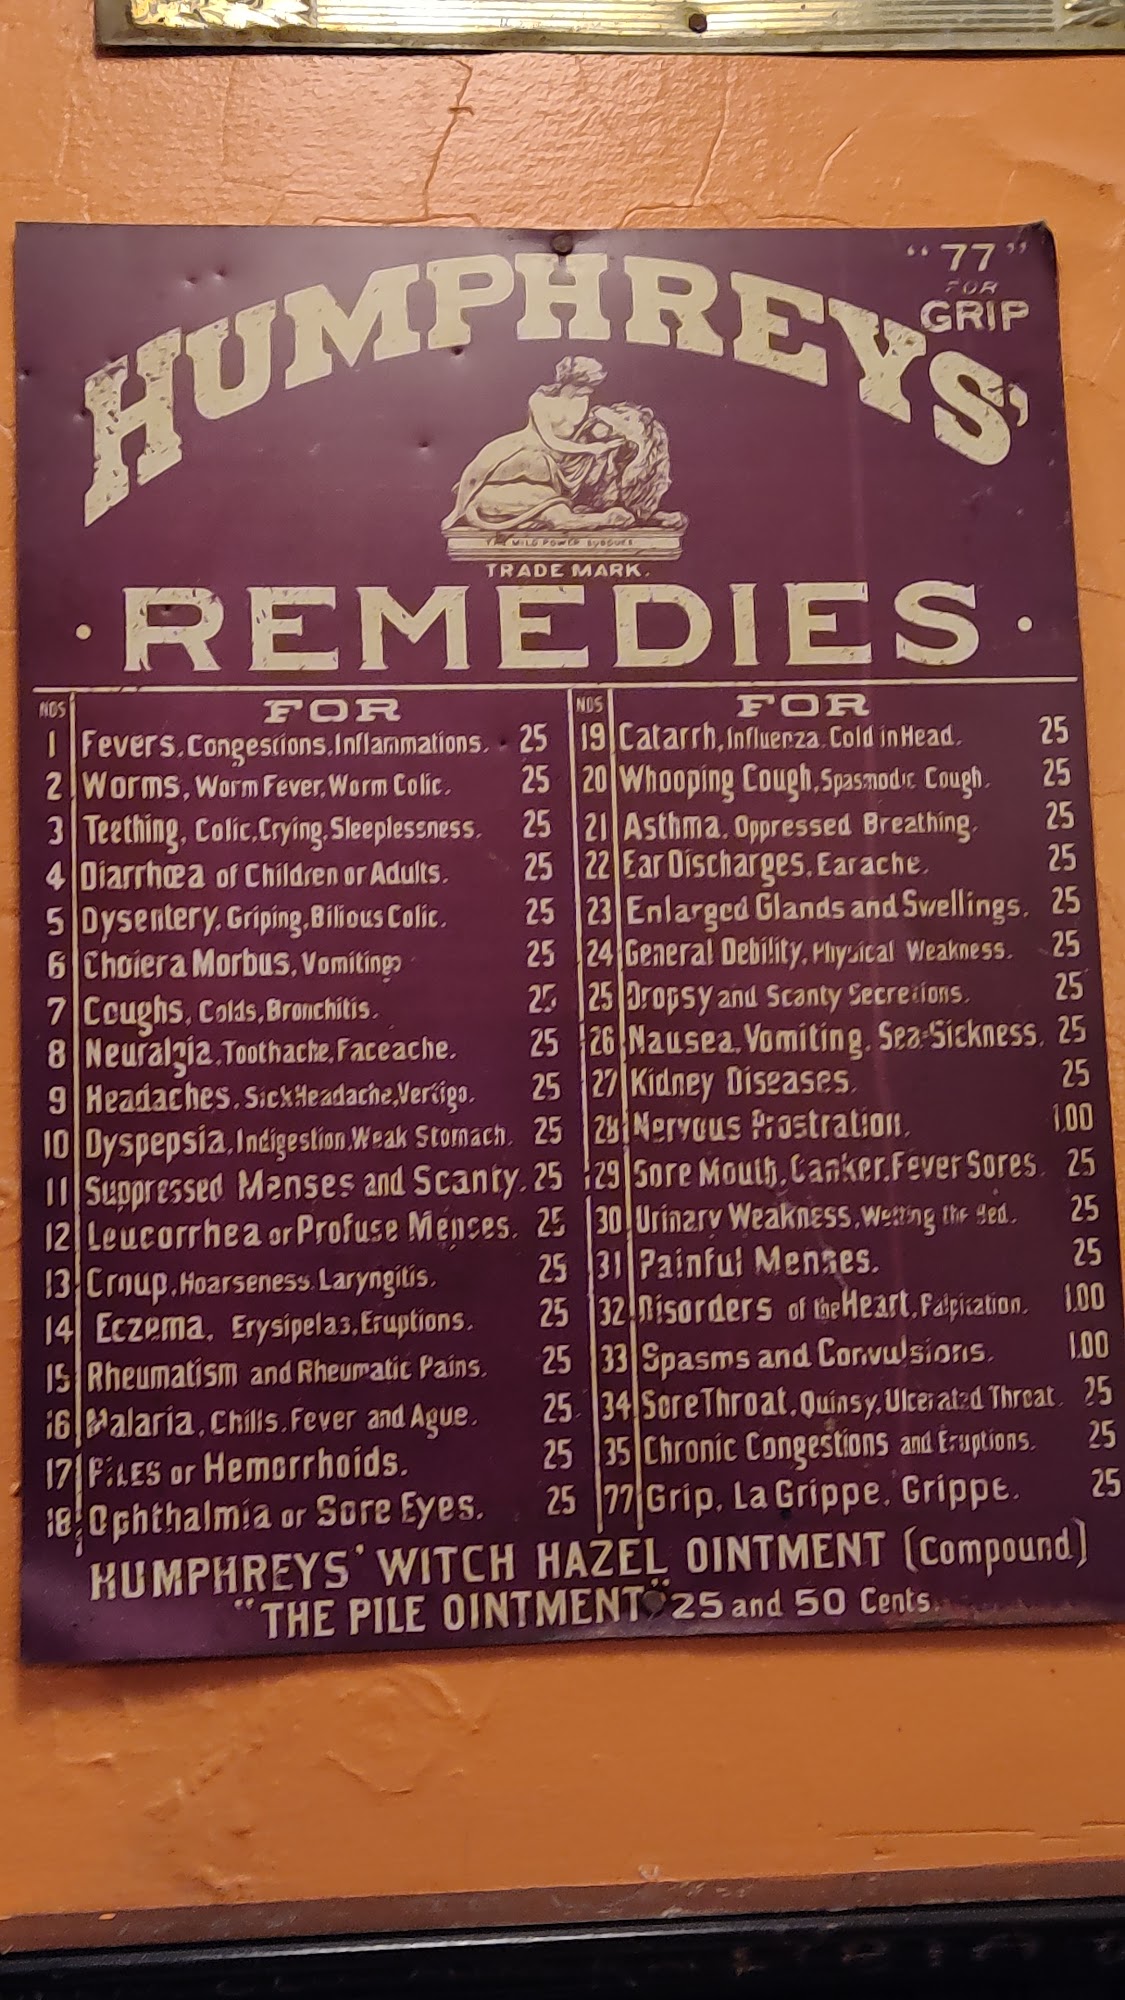 "77"
FOR
GRIP
HUMPHREYS'
THE MILD POWER SUBDUES
TRADE MARK.
· REMEDIES ·
NOS FOR
1 Fevers, Congestions, Inflammations. 25
2 Worms, Worm Fever, Worm Colic. 25
3 Teething, Colic, Crying, Sleeplessness. 25
4 Diarrhœa of Children or Adults. 25
5 Dysentery, Griping, Bilious Colic. 25
6 Cholera Morbus, Vomiting 25
7 Coughs, Colds, Bronchitis. 25
8 Neuralgia, Toothache, Faceache. 25
9 Headaches, Sick Headache, Vertigo. 25
10 Dyspepsia, Indigestion, Weak Stomach. 25
11 Suppressed Menses and Scanty. 25
12 Leucorrhea or Profuse Menses. 25
13 Croup, Hoarseness, Laryngitis. 25
14 Eczema, Erysipelas, Eruptions. 25
15 Rheumatism and Rheumatic Pains. 25
16 Malaria, Chills, Fever and Ague. 25
17 PILES or Hemorrhoids. 25
18 Ophthalmia or Sore Eyes. 25
NOS FOR
19 Catarrh, Influenza, Cold in Head. 25
20 Whooping Cough, Spasmodic Cough. 25
21 Asthma, Oppressed Breathing. 25
22 Ear Discharges, Earache. 25
23 Enlarged Glands and Swellings. 25
24 General Debility, Physical Weakness. 25
25 Dropsy and Scanty Secretions. 25
26 Nausea, Vomiting, Sea-Sickness. 25
27 Kidney Diseases. 25
28 Nervous Prostration. 1.00
29 Sore Mouth, Canker, Fever Sores. 25
30 Urinary Weakness, Wetting the Bed. 25
31 Painful Menses. 25
32 Disorders of the Heart, Palpitation. 1.00
33 Spasms and Convulsions. 1.00
34 Sore Throat, Quinsy, Ulcerated Throat. 25
35 Chronic Congestions and Eruptions. 25
77 Grip, La Grippe, Grippe. 25
HUMPHREYS' WITCH HAZEL OINTMENT (Compound)
"THE PILE OINTMENT" 25 and 50 Cents.